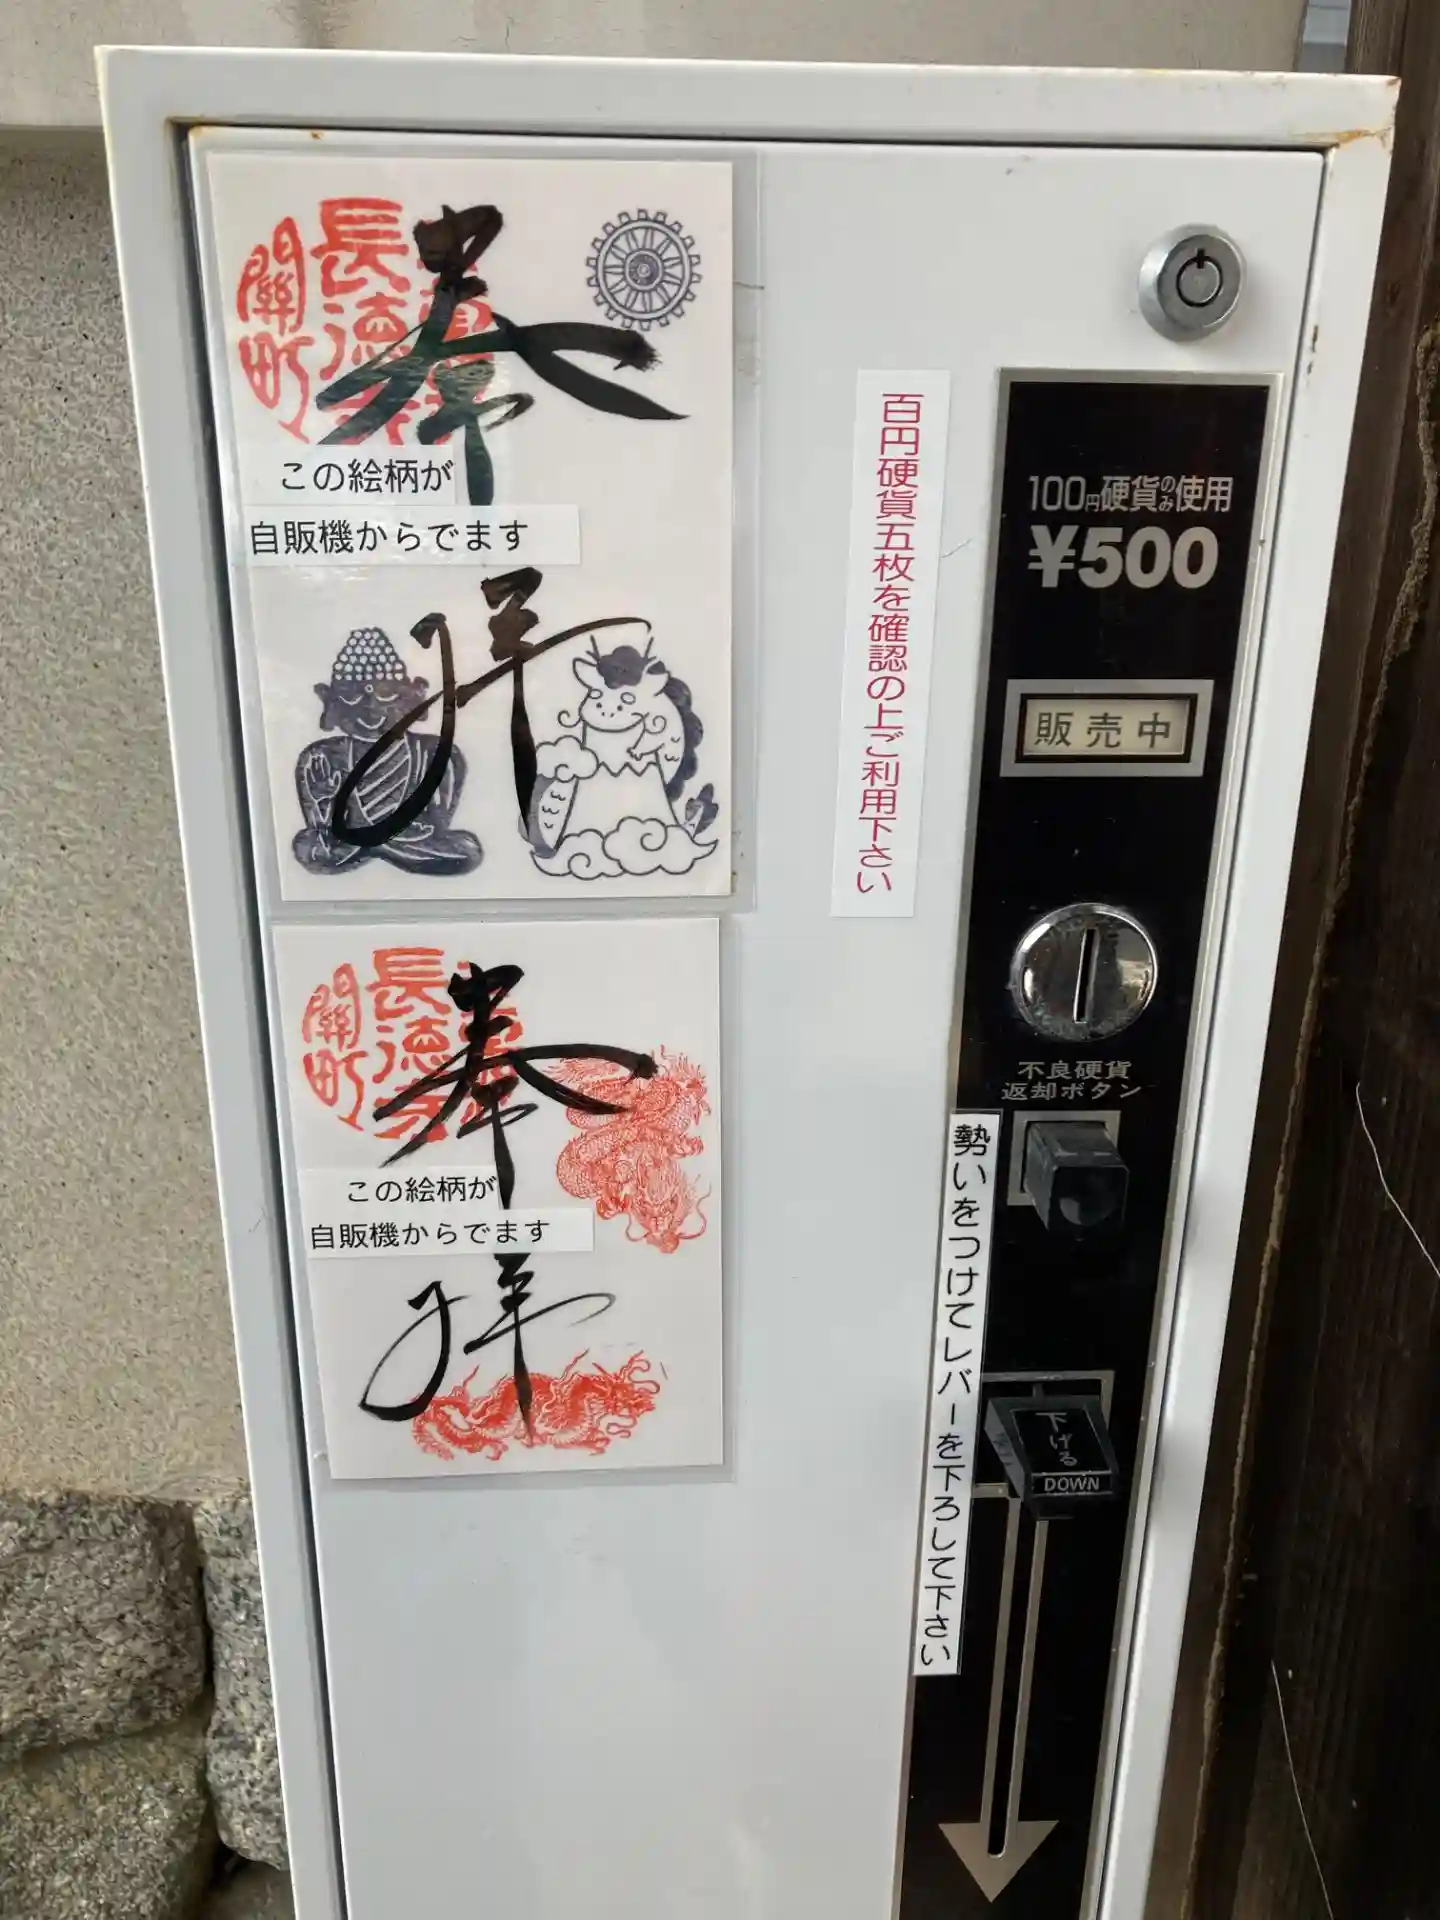 奉
長徳寺
關町
この絵柄が
自販機からでます
拝
奉
長徳寺
關町
この絵柄が
自販機からでます
拝
百円硬貨五枚を確認の上ご利用下さい
100円硬貨のみ使用
¥500
販売中
不良硬貨
返却ボタン
勢いをつけてレバーを下ろして下さい
下げる
DOWN